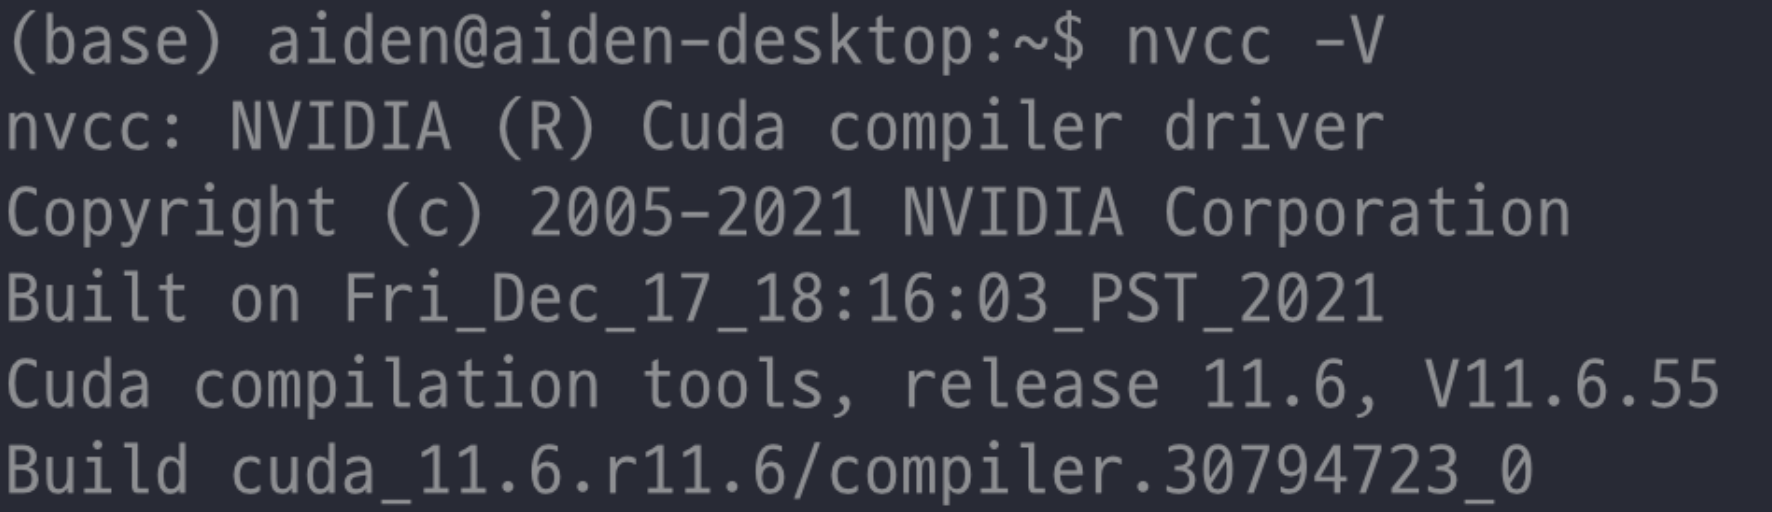 (base) aiden@aiden-desktop:~$ nvcc -V
nvcc: NVIDIA (R) Cuda compiler driver
Copyright (c) 2005-2021 NVIDIA Corporation
Built on Fri_Dec_17_18:16:03_PST_2021
Cuda compilation tools, release 11.6, V11.6.55
Build cuda_11.6.r11.6/compiler.30794723_0